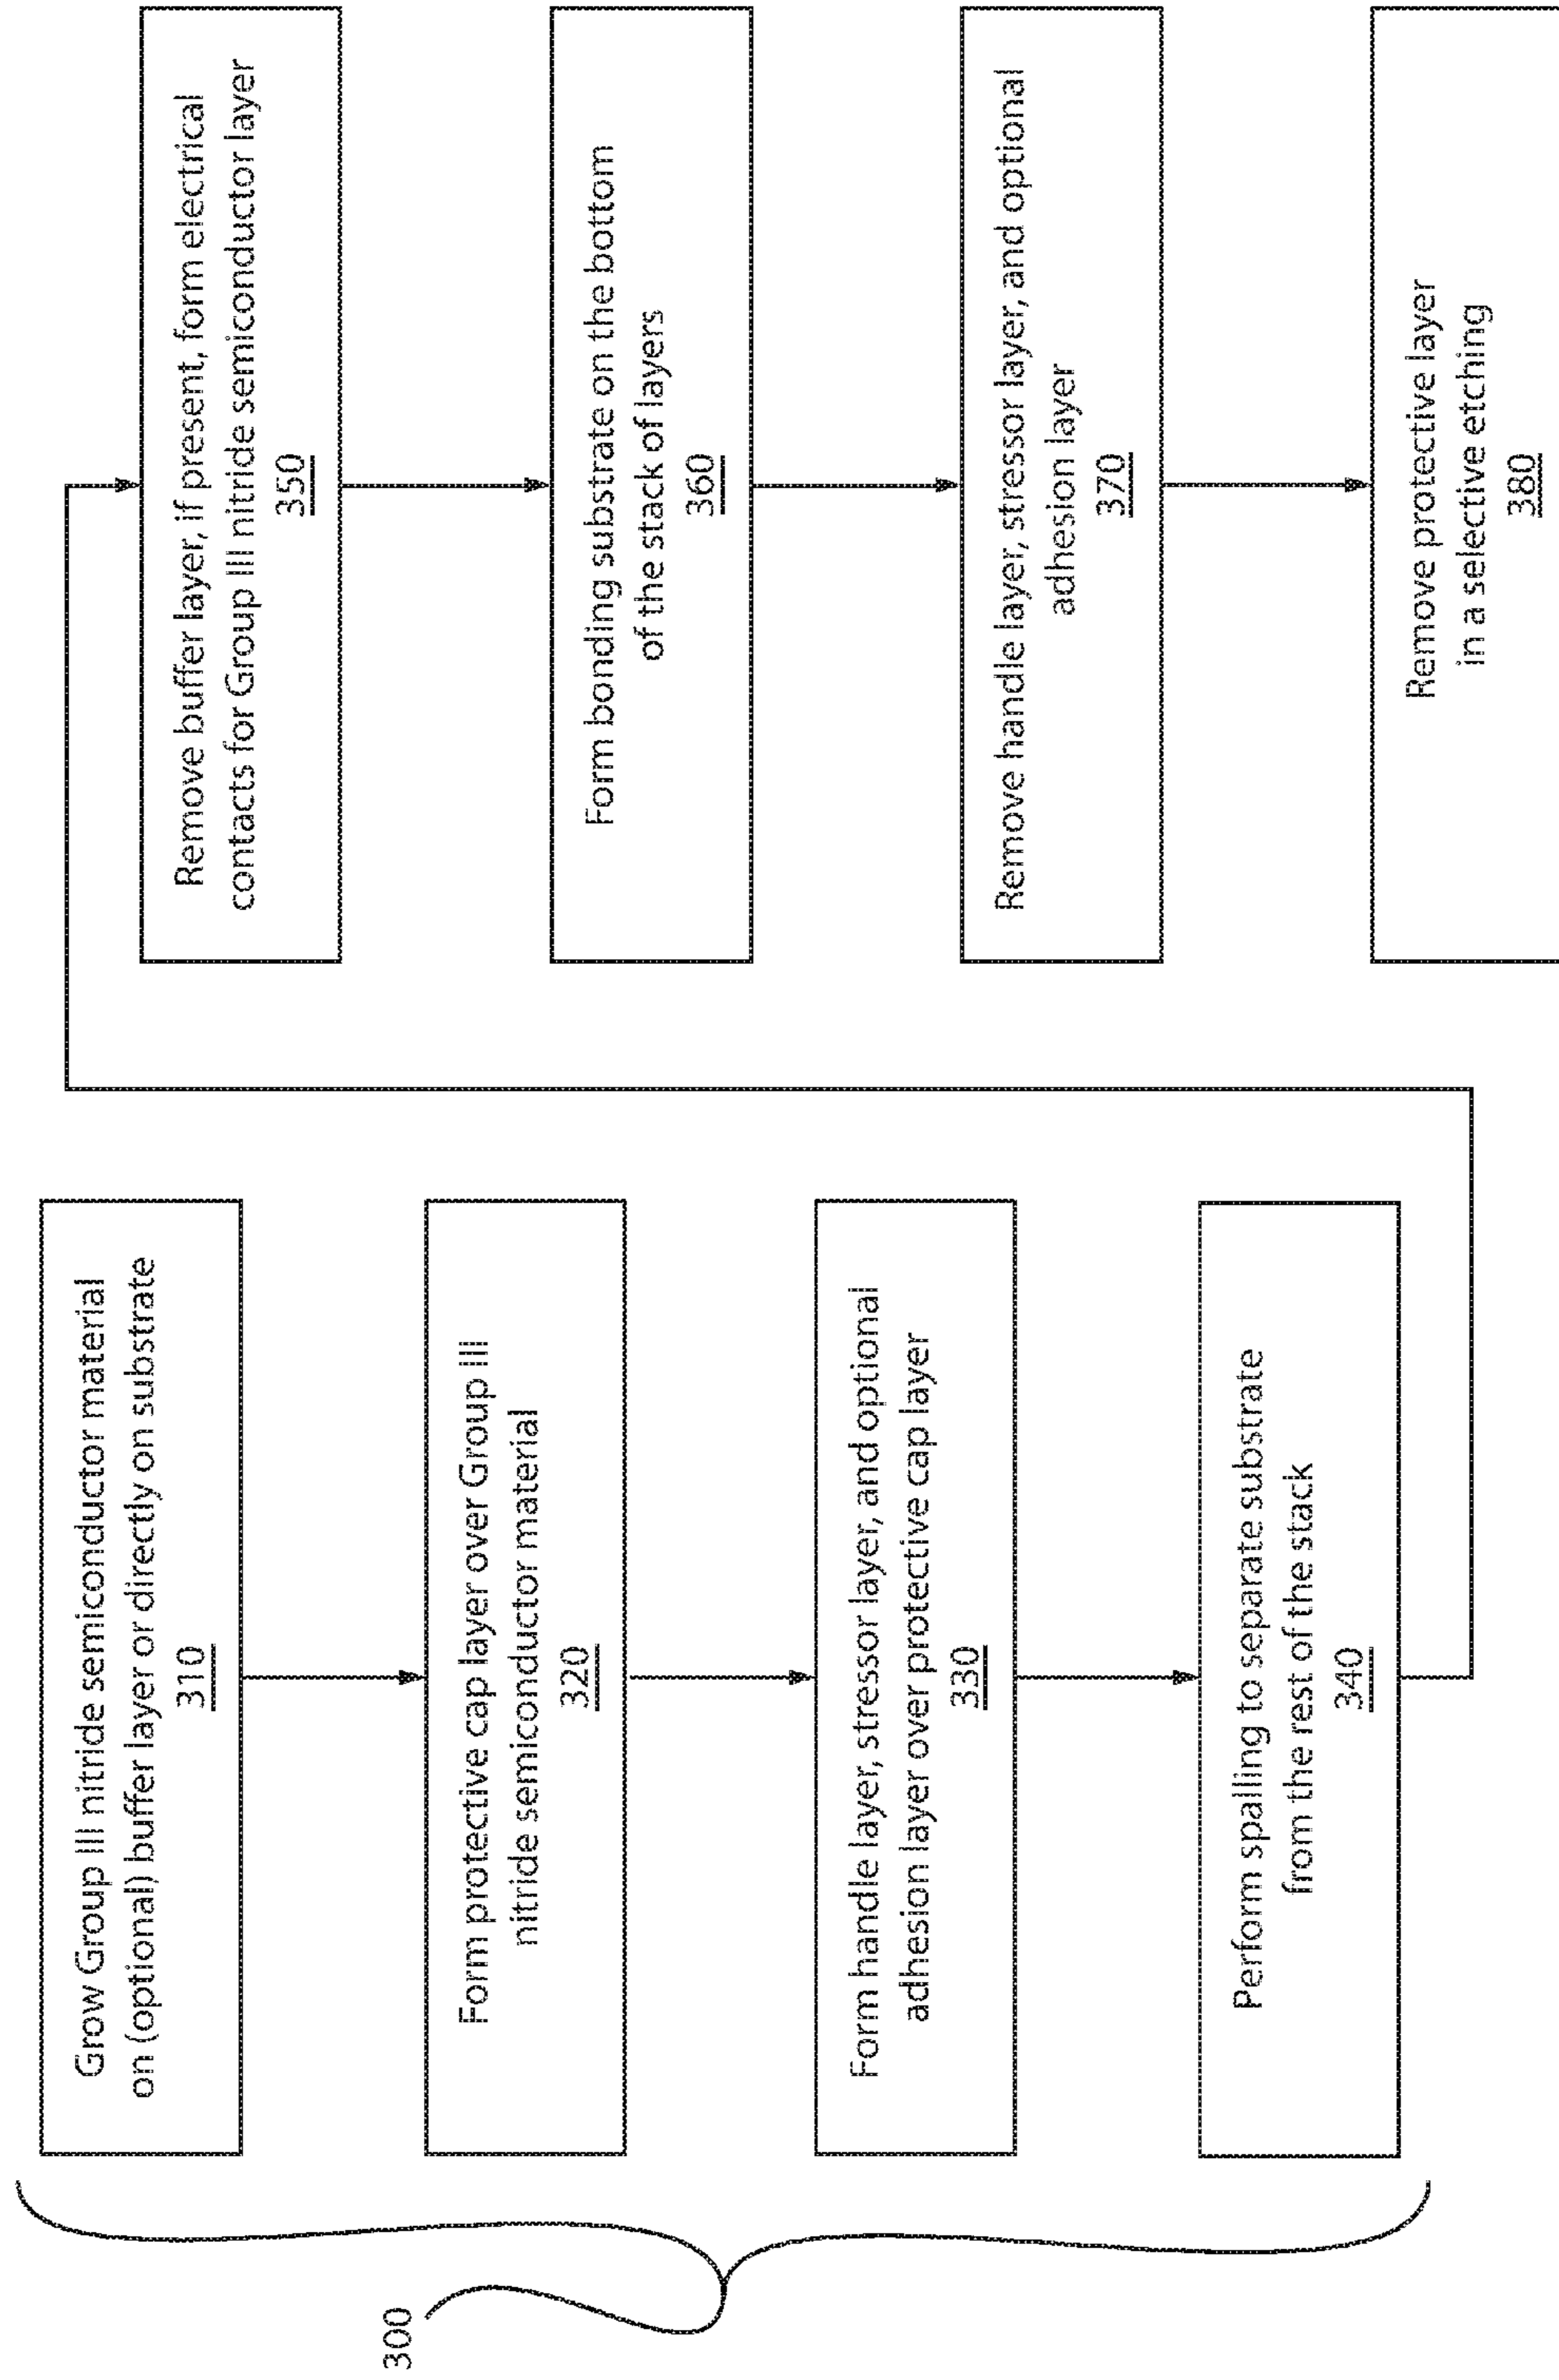 300
Grow Group III nitride semiconductor material
on (optional) buffer layer or directly on substrate
310
Form protective cap layer over Group III
nitride semiconductor material
320
Form handle layer, stressor layer, and optional
adhesion layer over protective cap layer
330
Perform spalling to separate substrate
from the rest of the stack
340
Remove buffer layer, if present, form electrical
contacts for Group III nitride semiconductor layer
350
Form bonding substrate on the bottom
of the stack of layers
360
Remove handle layer, stressor layer, and optional
adhesion layer
370
Remove protective layer
in a selective etching
380